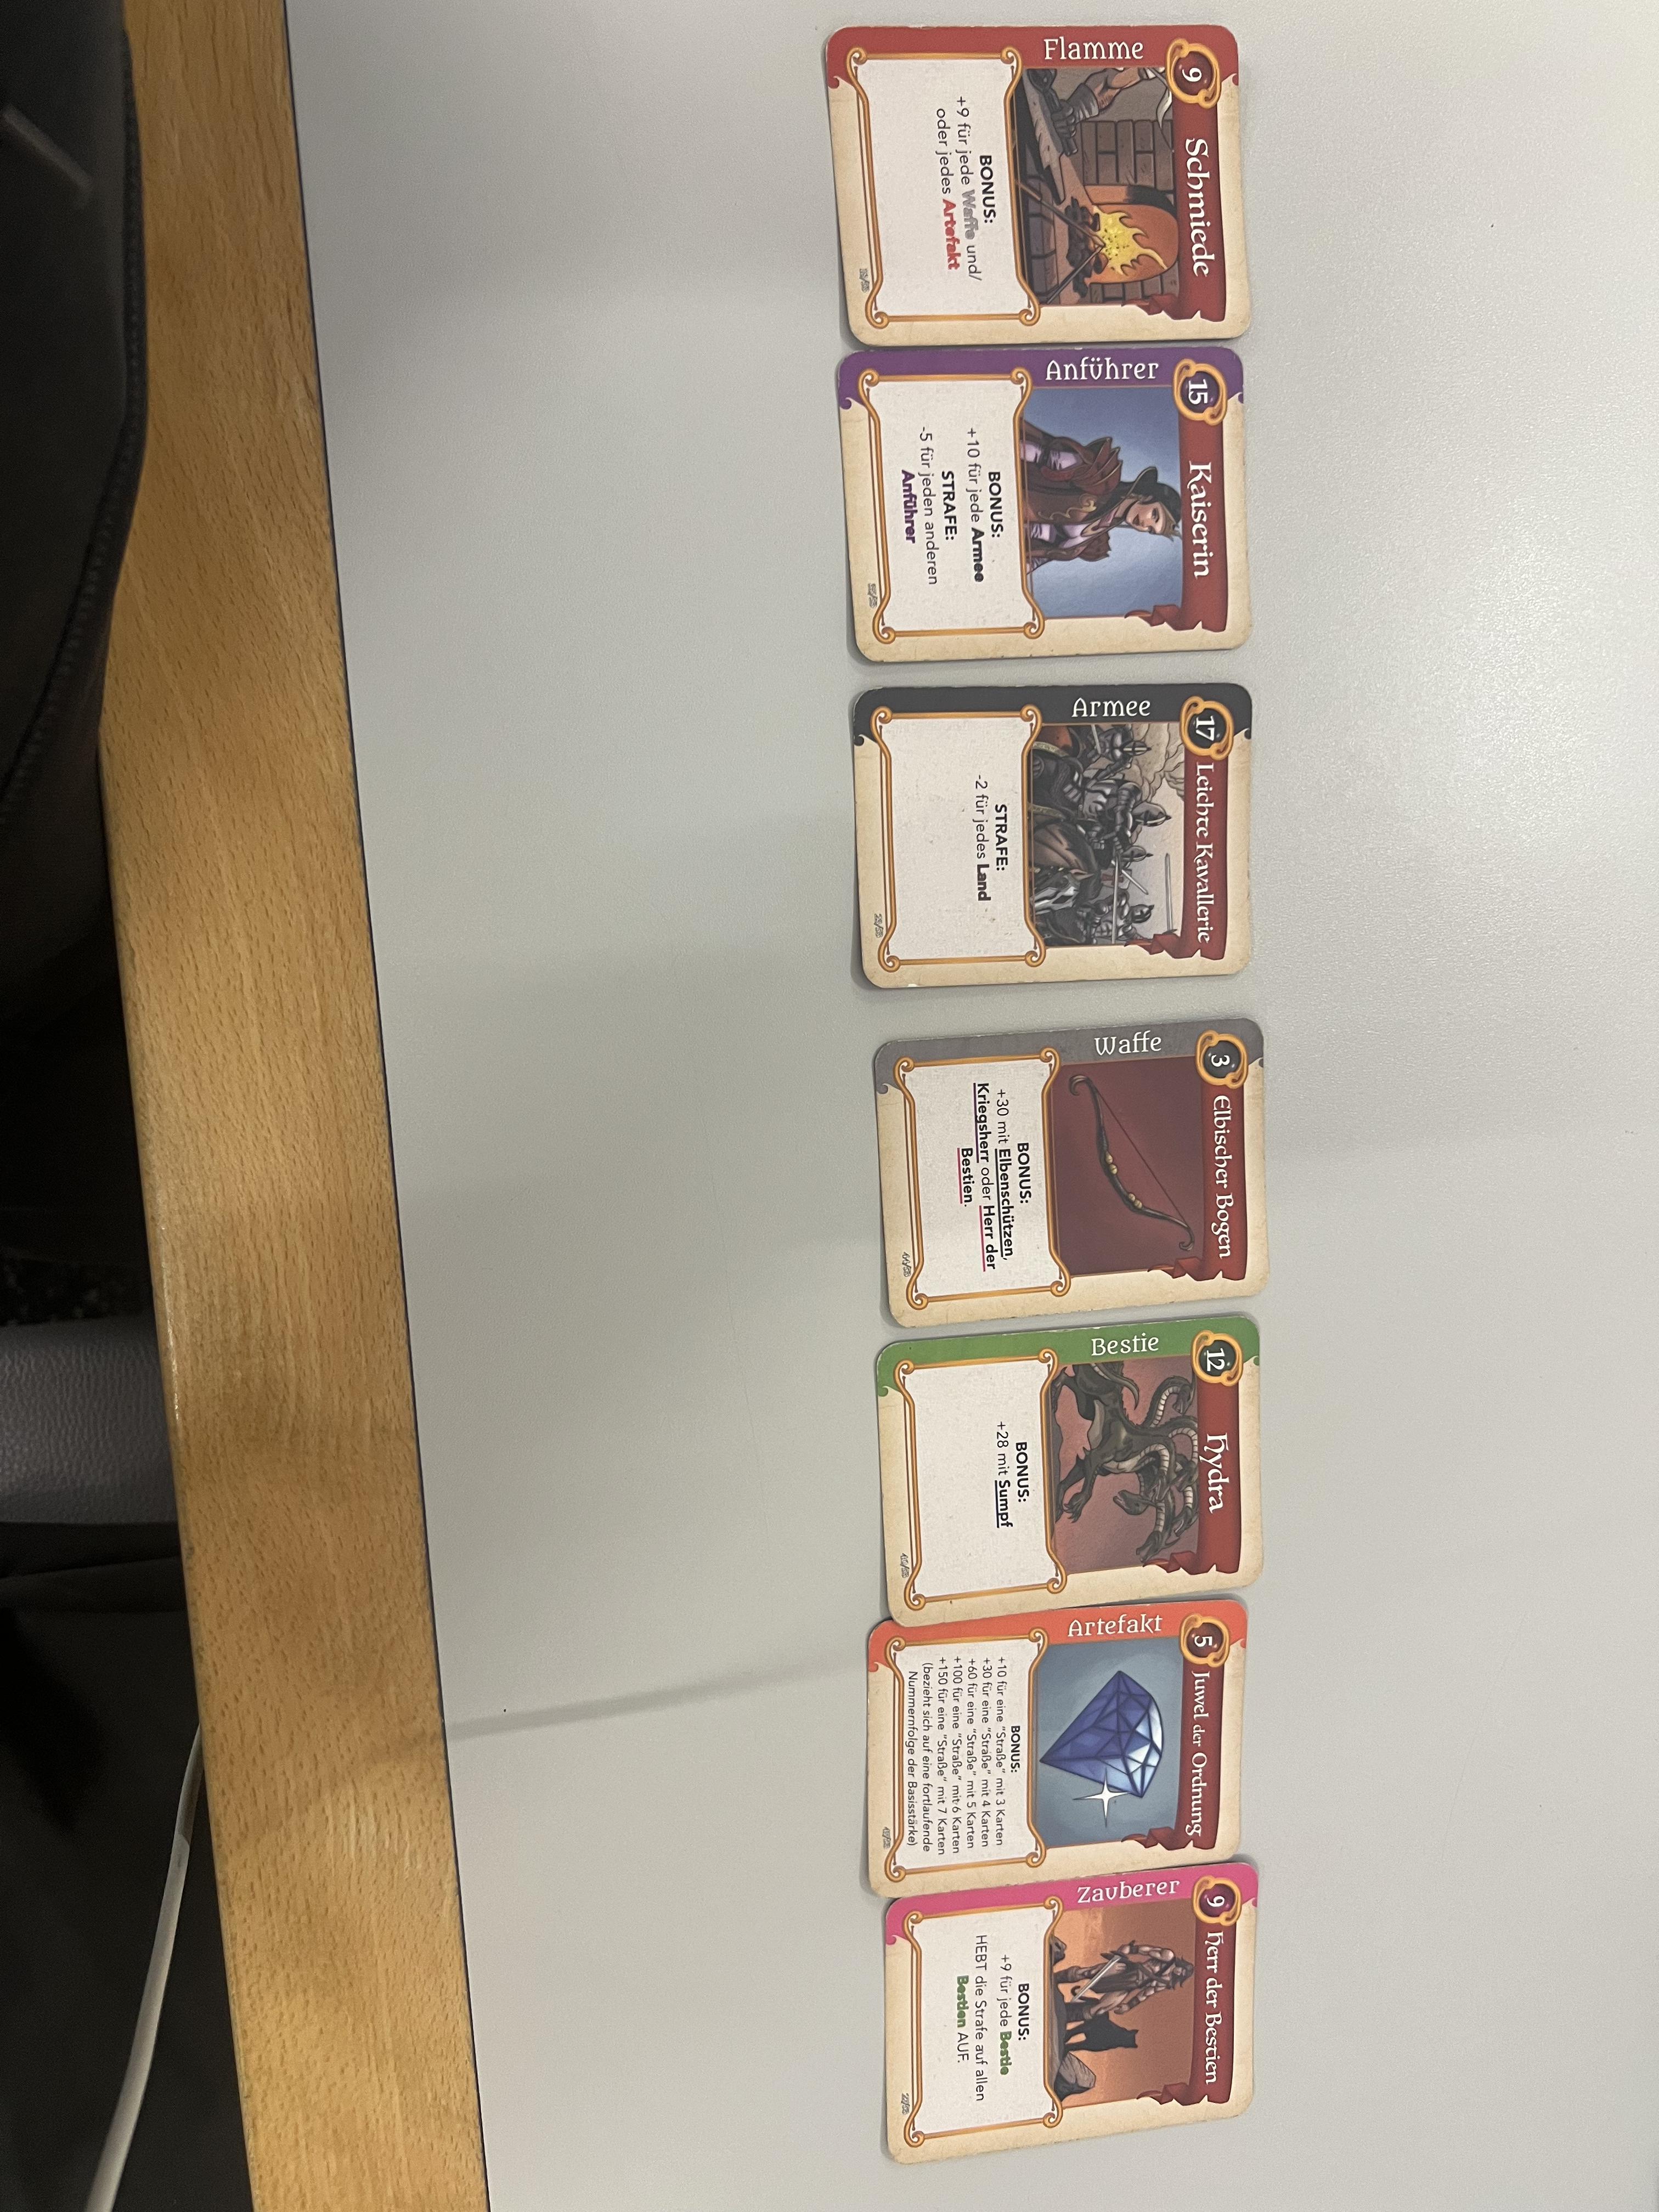 9 Schmiede
Flamme
BONUS:
+9 für jede Waffe und/
oder jedes Artefakt
15 Kaiserin
Anführer
BONUS:
+10 für jede Armee
STRAFE:
-5 für jeden anderen
Anführer
17 Leichte Kavallerie
Armee
STRAFE:
-2 für jedes Land
3 Elbischer Bogen
Waffe
BONUS:
+30 mit Elbenschützen,
Kriegsherr oder Herr der
Bestien.
12 Hydra
Bestie
BONUS:
+28 mit Sumpf
5 Juwel der Ordnung
Artefakt
BONUS:
+10 für eine "Straße" mit 3 Karten
+30 für eine "Straße" mit 4 Karten
+60 für eine "Straße" mit 5 Karten
+100 für eine "Straße" mit 6 Karten
+150 für eine "Straße" mit 7 Karten
(bezieht sich auf eine fortlaufende
Nummernfolge der Basisstärke)
9 Herr der Bestien
Zauberer
BONUS:
+9 für jede Bestie
HEBT die Strafe auf allen
Bestien AUF.